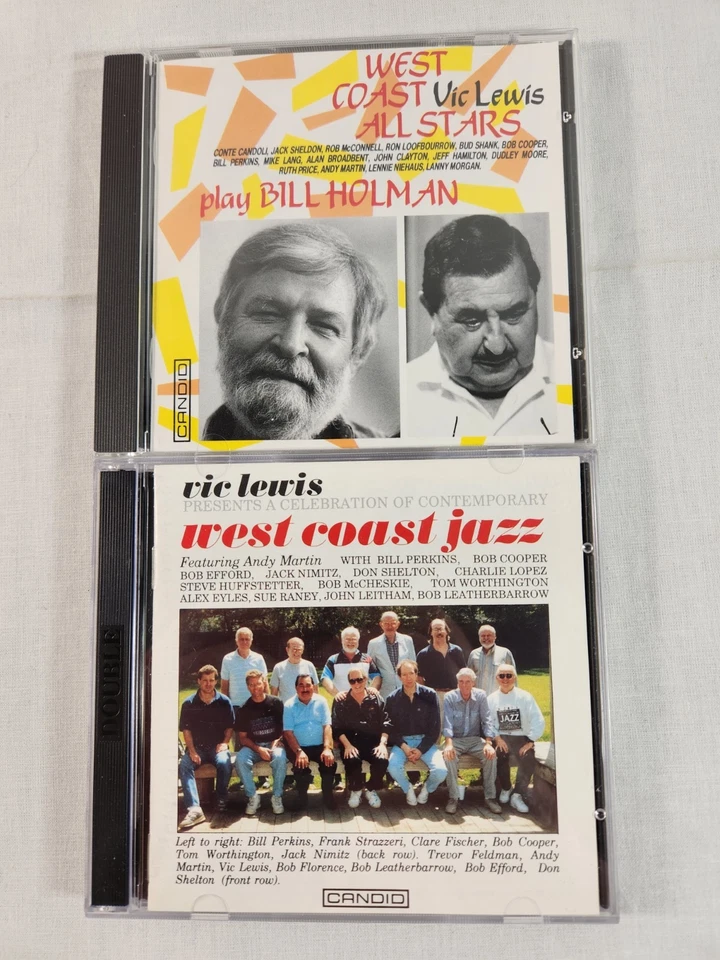 WEST
COAST Vic Lewis
ALL STARS
CONTE CANDOLI, JACK SHELDON, ROB McCONNELL, RON LOOFBOURROW, BUD SHANK, BOB COOPER,
BILL PERKINS, MIKE LANG, ALAN BROADBENT, JOHN CLAYTON, JEFF HAMILTON, DUDLEY MOORE,
RUTH PRICE, ANDY MARTIN, LENNIE NIEHAUS, LANNY MORGAN.
play BILL HOLMAN
CANDID
vic lewis
PRESENTS A CELEBRATION OF CONTEMPORARY
west coast jazz
Featuring Andy Martin WITH BILL PERKINS, BOB COOPER
BOB EFFORD, JACK NIMITZ, DON SHELTON, CHARLIE LOPEZ
STEVE HUFFSTETTER, BOB McCHESKIE, TOM WORTHINGTON
ALEX EYLES, SUE RANEY, JOHN LEITHAM, BOB LEATHERBARROW
DOUBLE
JAZZ
Left to right: Bill Perkins, Frank Strazzeri, Clare Fischer, Bob Cooper,
Tom Worthington, Jack Nimitz (back row). Trevor Feldman, Andy
Martin, Vic Lewis, Bob Florence, Bob Leatherbarrow, Bob Efford, Don
Shelton (front row).
CANDID